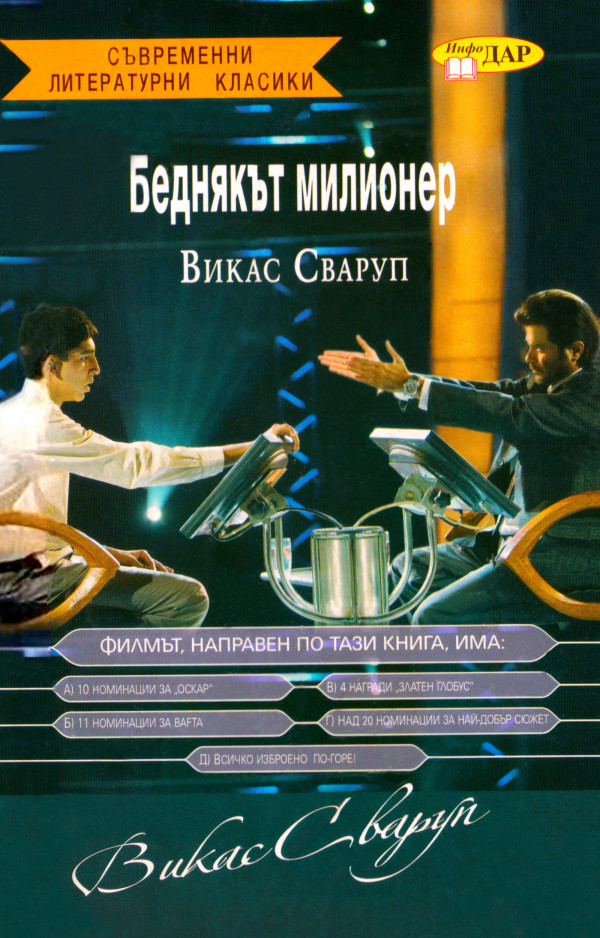 СЪВРЕМЕННИ
ЛИТЕРАТУРНИ КЛАСИКИ
Инфо
ДАР
Беднякът милионер
Викас Сваруп
ФИЛМЪТ, НАПРАВЕН ПО ТАЗИ КНИГА, ИМА:
А) 10 НОМИНАЦИИ ЗА „ОСКАР"
В) 4 НАГРАДИ „ЗЛАТЕН ГЛОБУС"
Б) 11 НОМИНАЦИИ ЗА BAFTA
Г) НАД 20 НОМИНАЦИИ ЗА НАЙ-ДОБЪР СЮЖЕТ
Д) ВСИЧКО ИЗБРОЕНО ПО-ГОРЕ!
Викас Сваруп